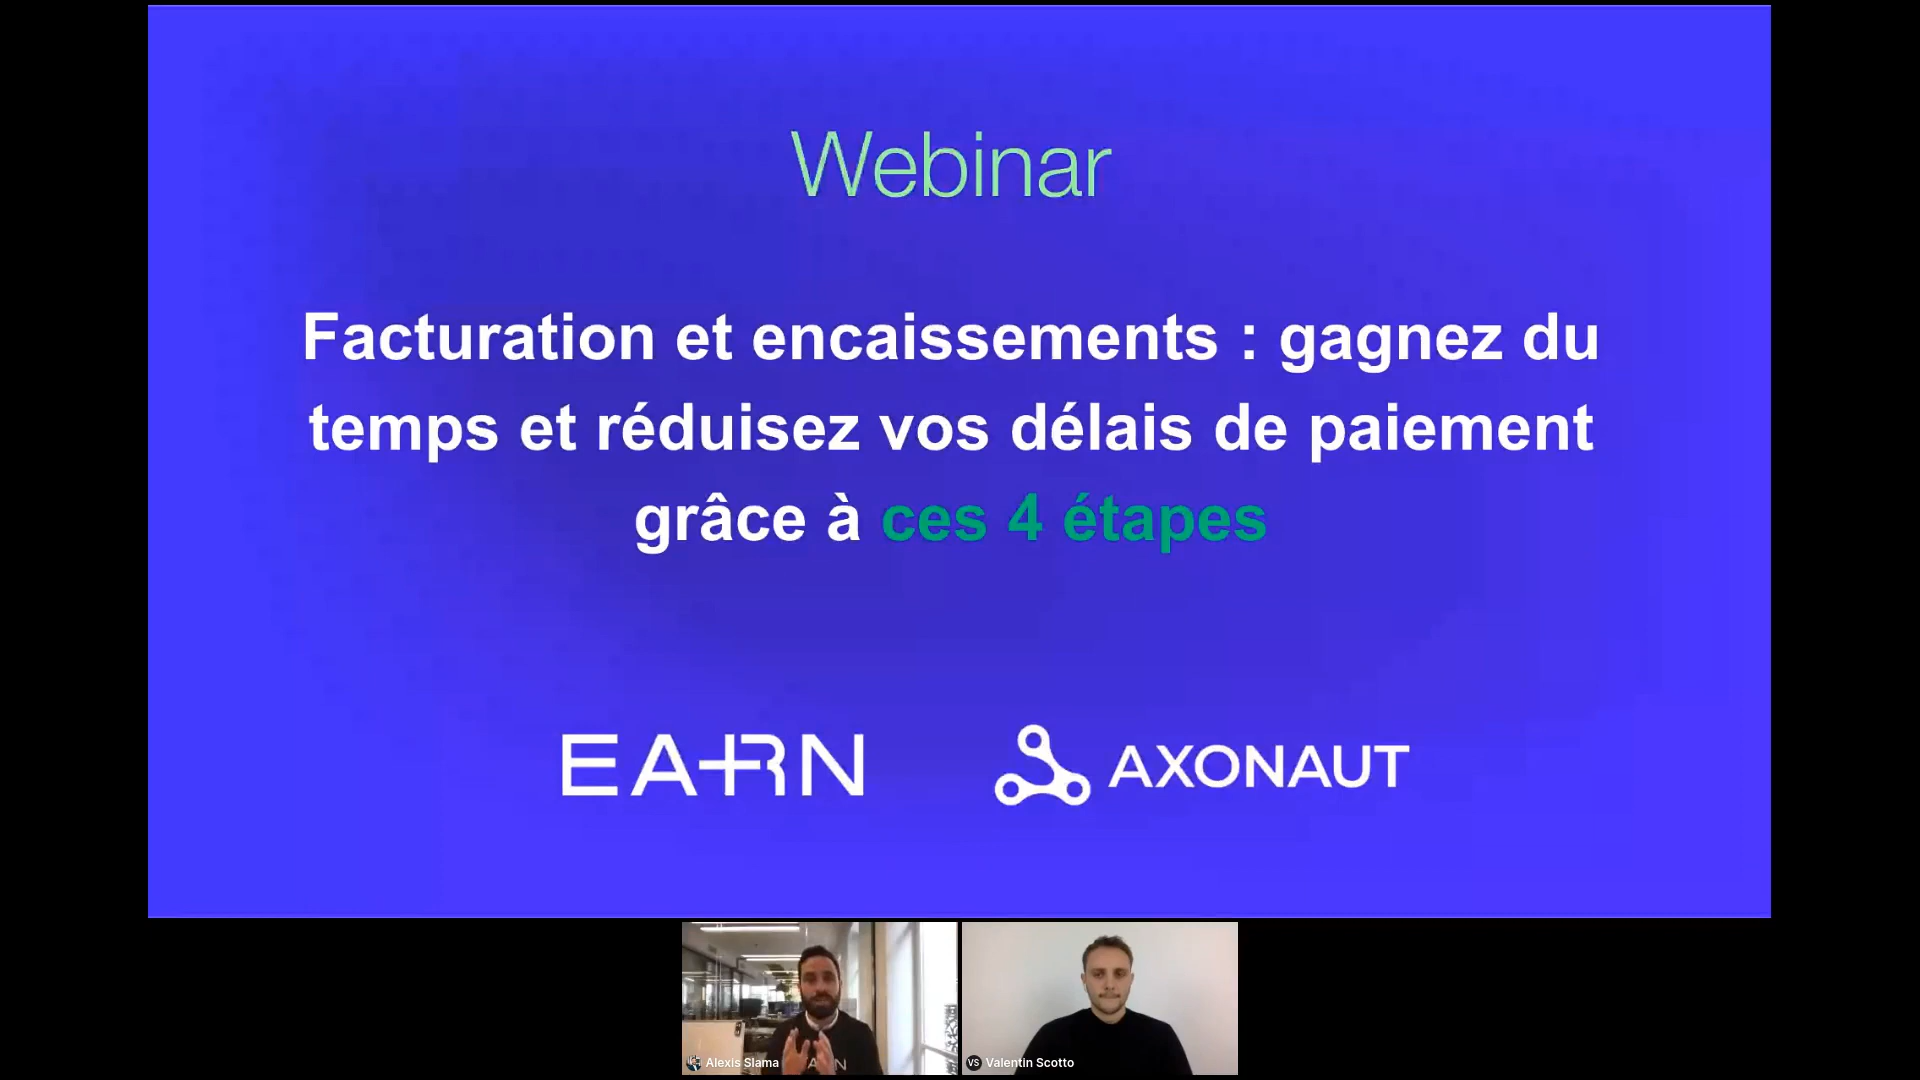 Webinar
Facturation et encaissements : gagnez du
temps et réduisez vos délais de paiement
grâce à ces 4 étapes
EARN
AXONAUT
Alexis Slama
VS Valentin Scotto